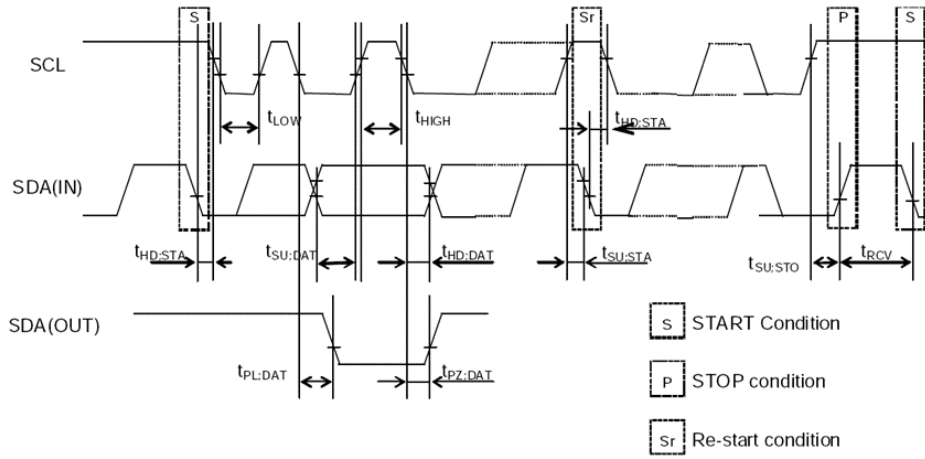 S Sr P S
SCL
tLOW tHIGH tHD:STA
SDA(IN)
tHD:STA tSU:DAT tHD:DAT tSU:STA tSU:STO tRCV
SDA(OUT)
S START Condition
tPL:DAT tPZ:DAT
P STOP condition
Sr Re-start condition